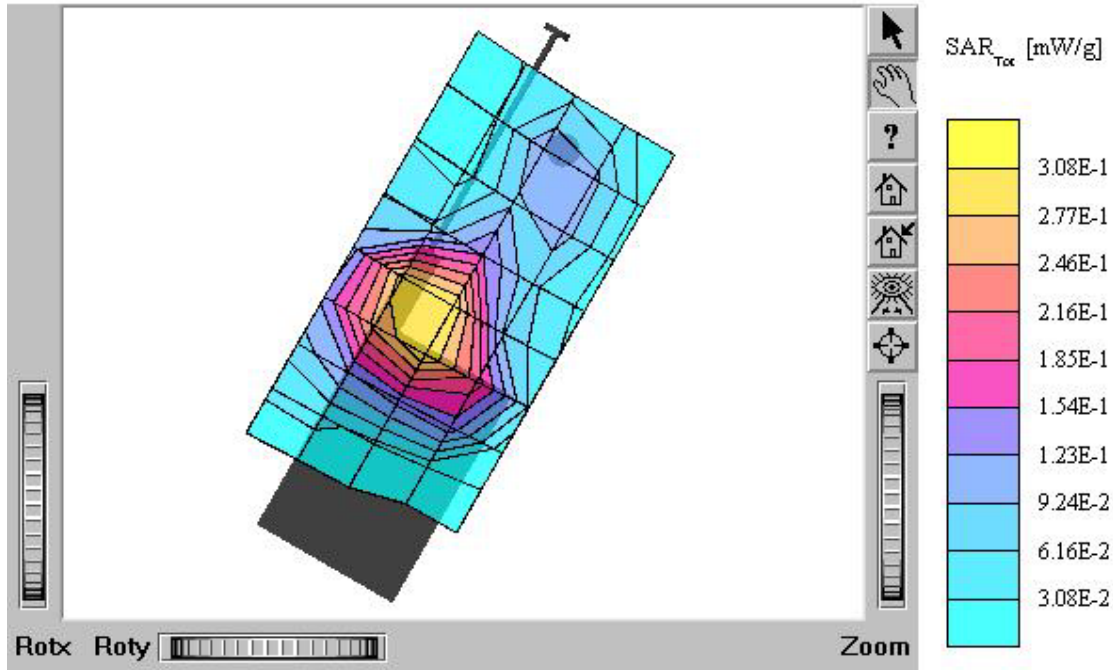 SAR_Tot [mW/g]
?
3.08E-1
2.77E-1
2.46E-1
2.16E-1
1.85E-1
1.54E-1
1.23E-1
9.24E-2
6.16E-2
3.08E-2
Rotx Roty Zoom